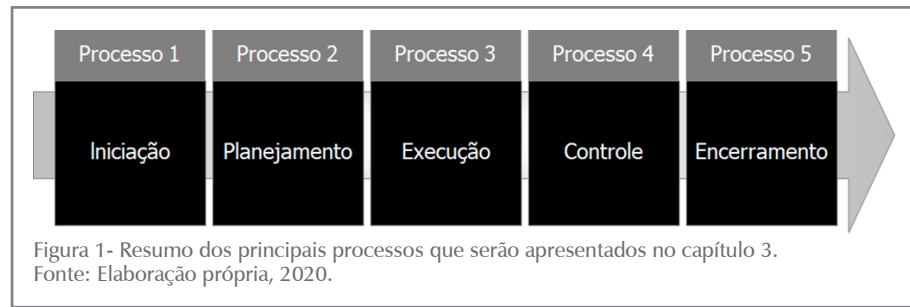 Processo 1 Processo 2 Processo 3 Processo 4 Processo 5
Iniciação Planejamento Execução Controle Encerramento
Figura 1- Resumo dos principais processos que serão apresentados no capítulo 3.
Fonte: Elaboração própria, 2020.